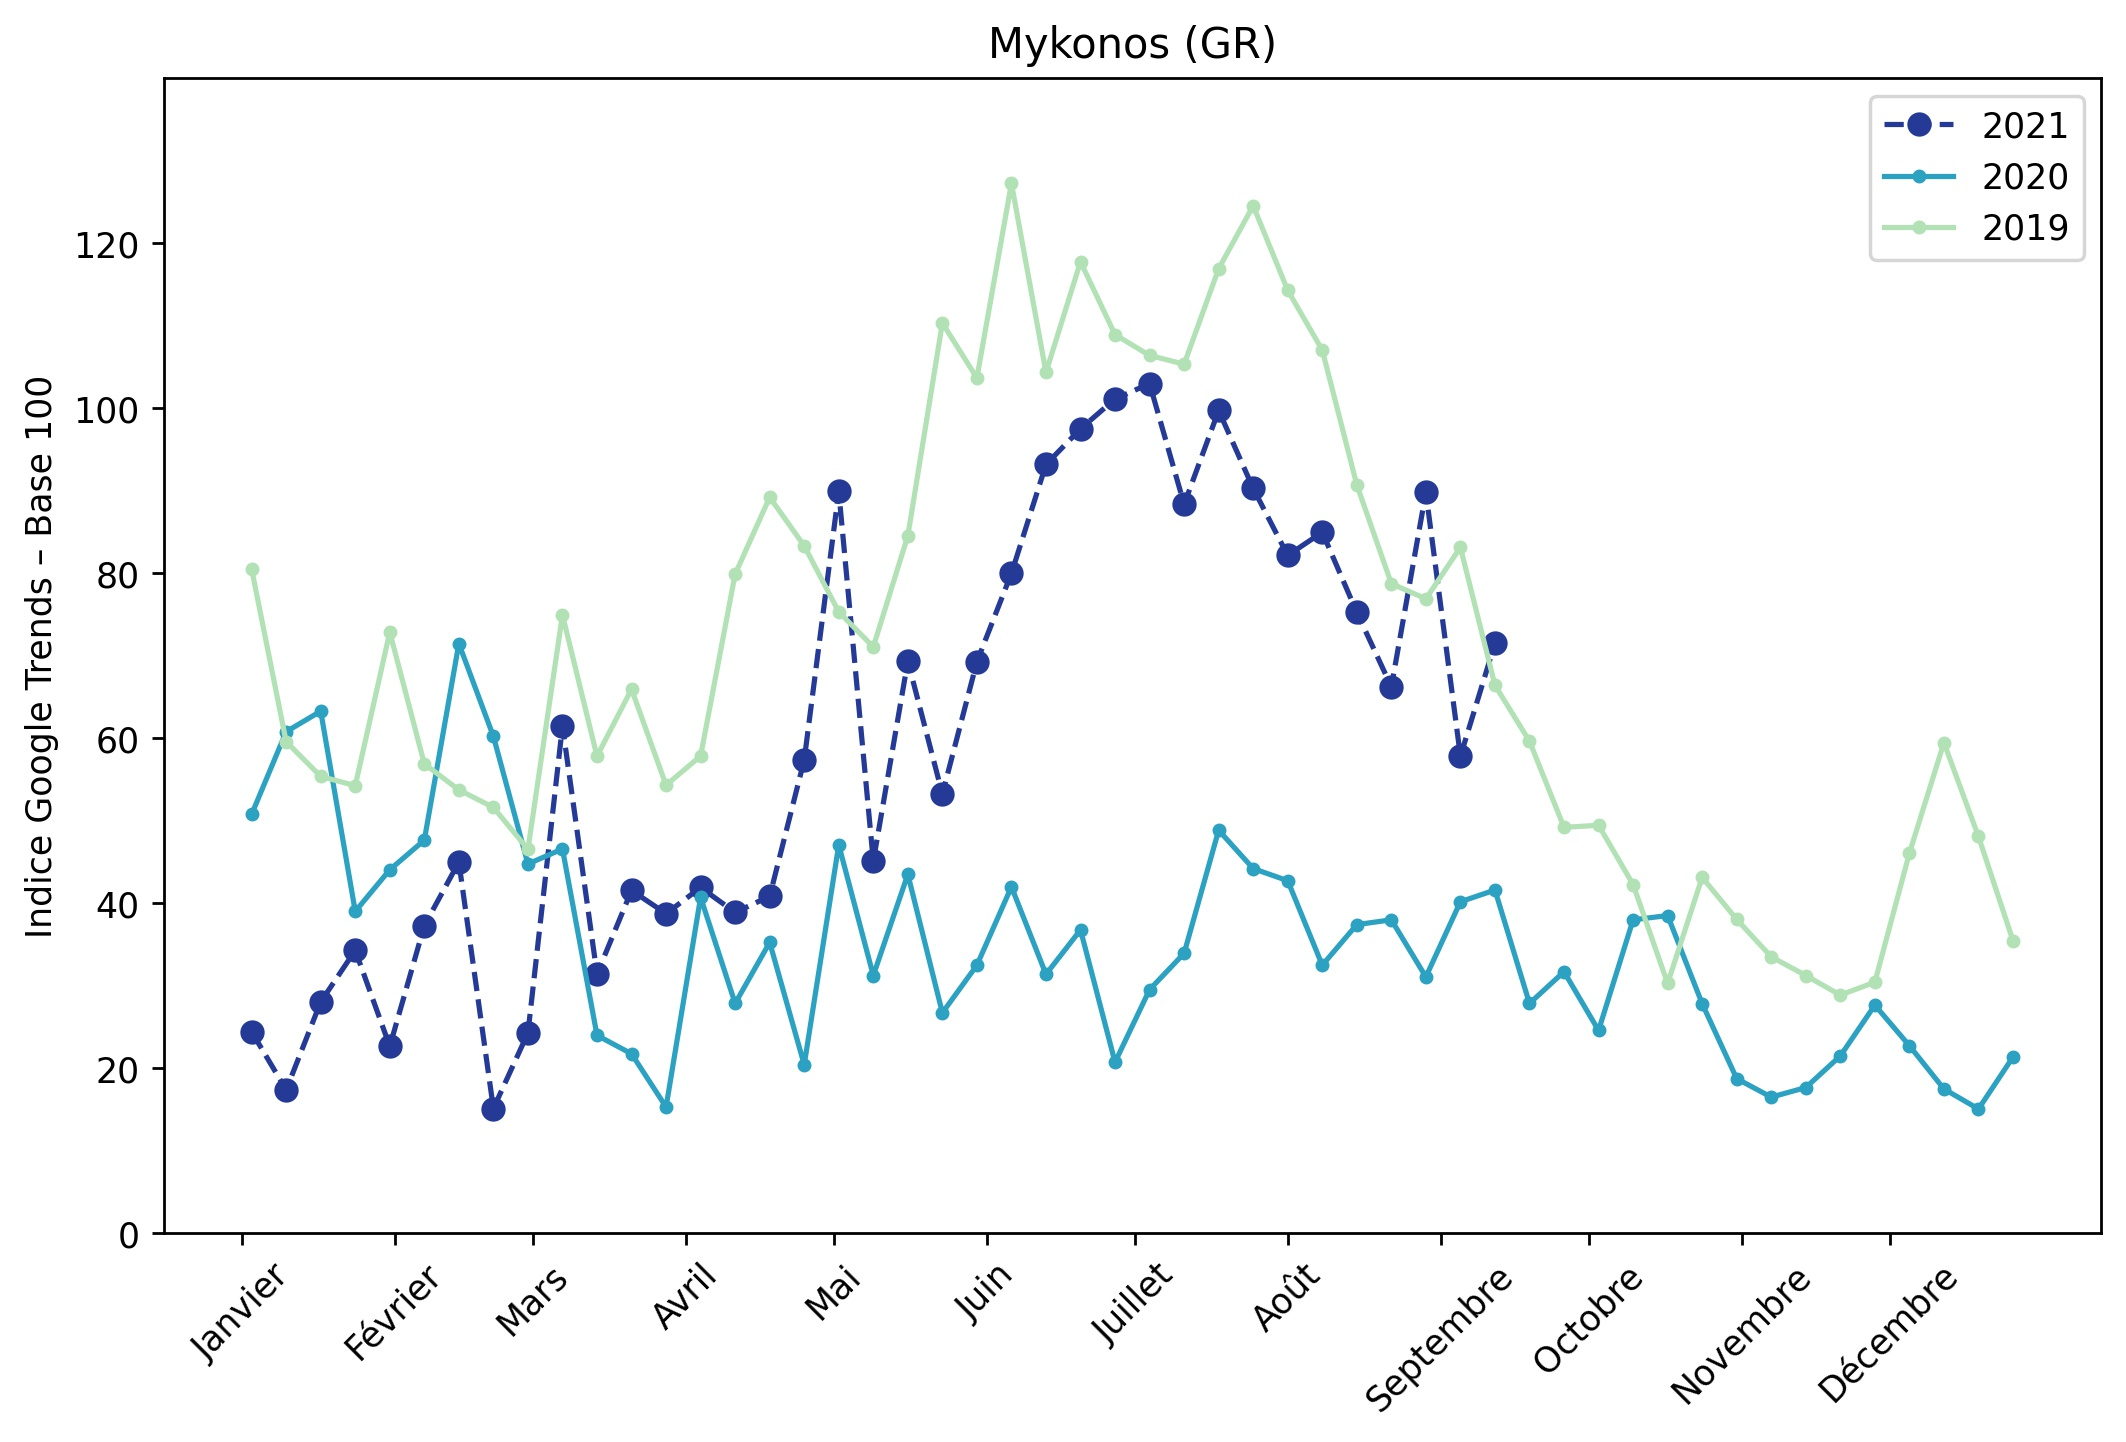 Mykonos (GR)
2021
2020
2019
Indice Google Trends – Base 100
120
100
80
60
40
20
0
Janvier
Février
Mars
Avril
Mai
Juin
Juillet
Août
Septembre
Octobre
Novembre
Décembre